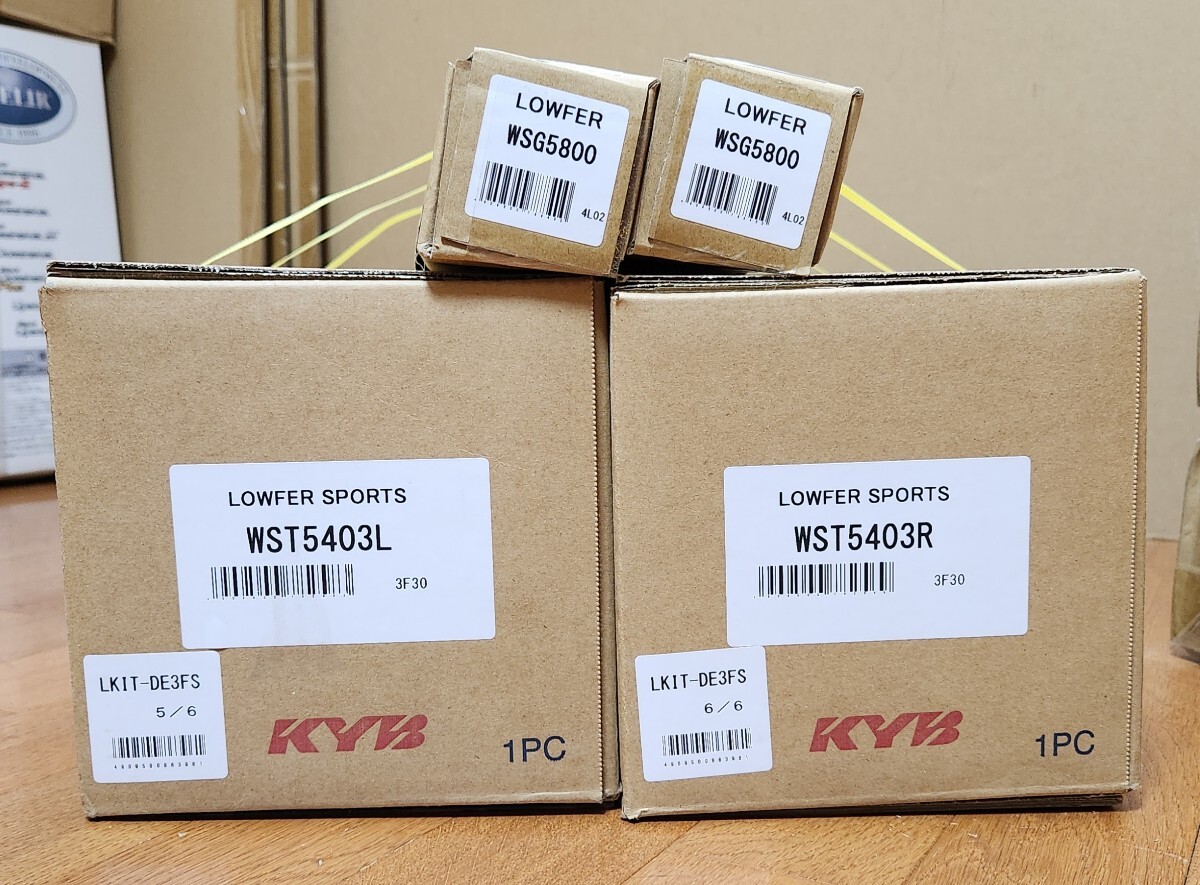 LOWFER
WSG5800
4L02
LOWFER
WSG5800
4L02
LOWFER SPORTS
WST5403L
3F30
LKIT-DE3FS
5/6
KYB
1PC
LOWFER SPORTS
WST5403R
3F30
LKIT-DE3FS
6/6
KYB
1PC